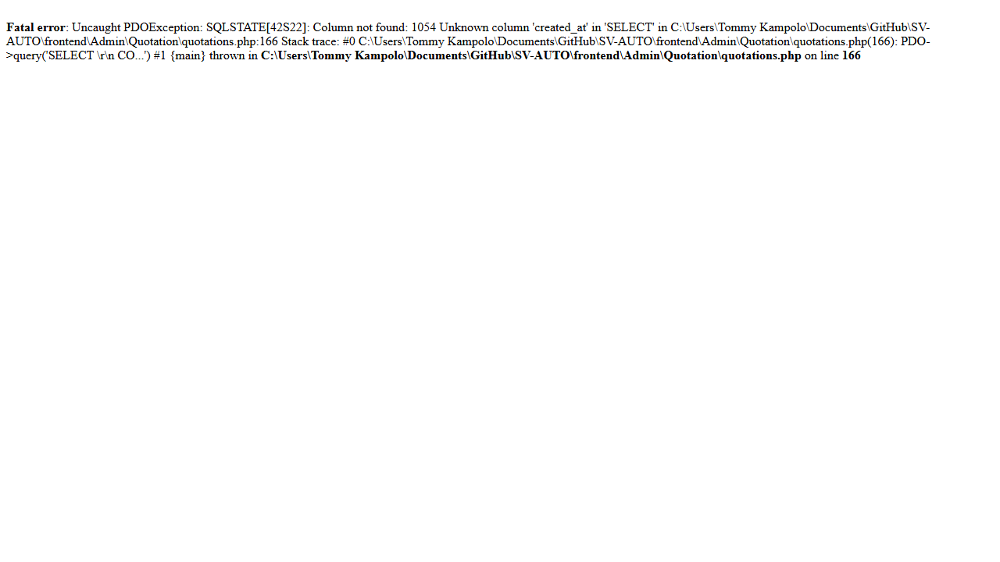 Fatal error: Uncaught PDOException: SQLSTATE[42S22]: Column not found: 1054 Unknown column 'created_at' in 'SELECT' in C:\Users\Tommy Kampolo\Documents\GitHub\SV-
AUTO\frontend\Admin\Quotation\quotations.php:166 Stack trace: #0 C:\Users\Tommy Kampolo\Documents\GitHub\SV-AUTO\frontend\Admin\Quotation\quotations.php(166): PDO-
>query('SELECT \r\n CO...') #1 {main} thrown in C:\Users\Tommy Kampolo\Documents\GitHub\SV-AUTO\frontend\Admin\Quotation\quotations.php on line 166